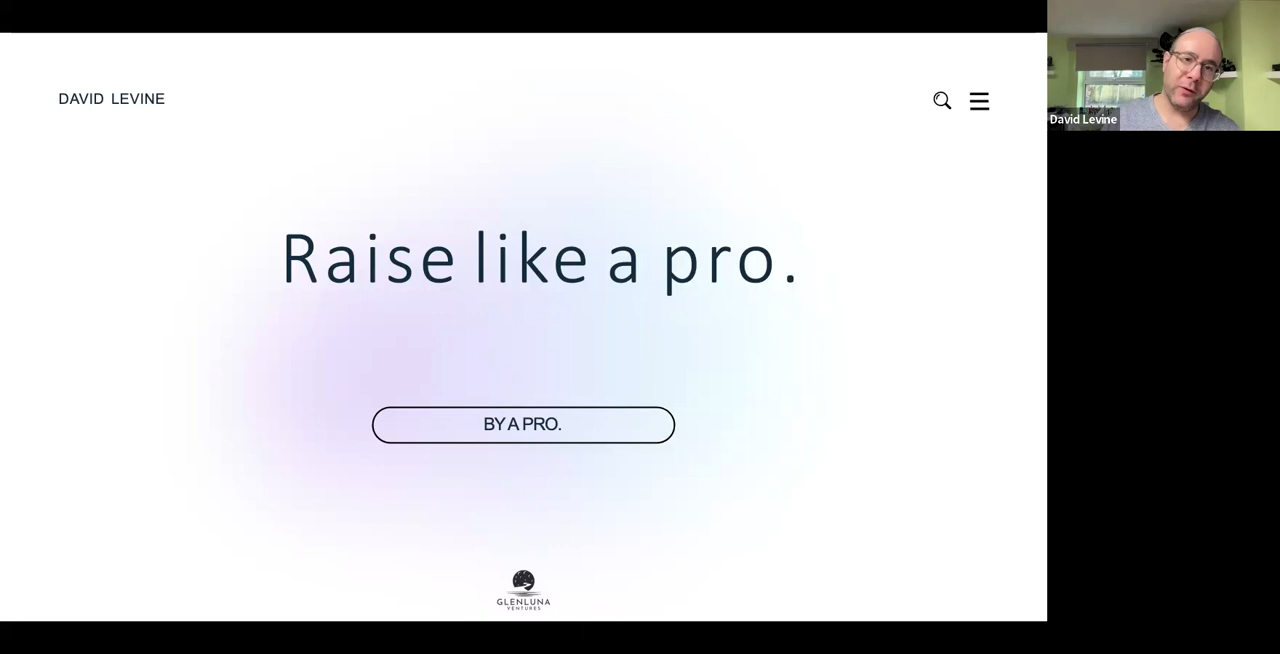 DAVID LEVINE
Raise like a pro.
BY A PRO.
GLENLUNA
VENTURES
David Levine